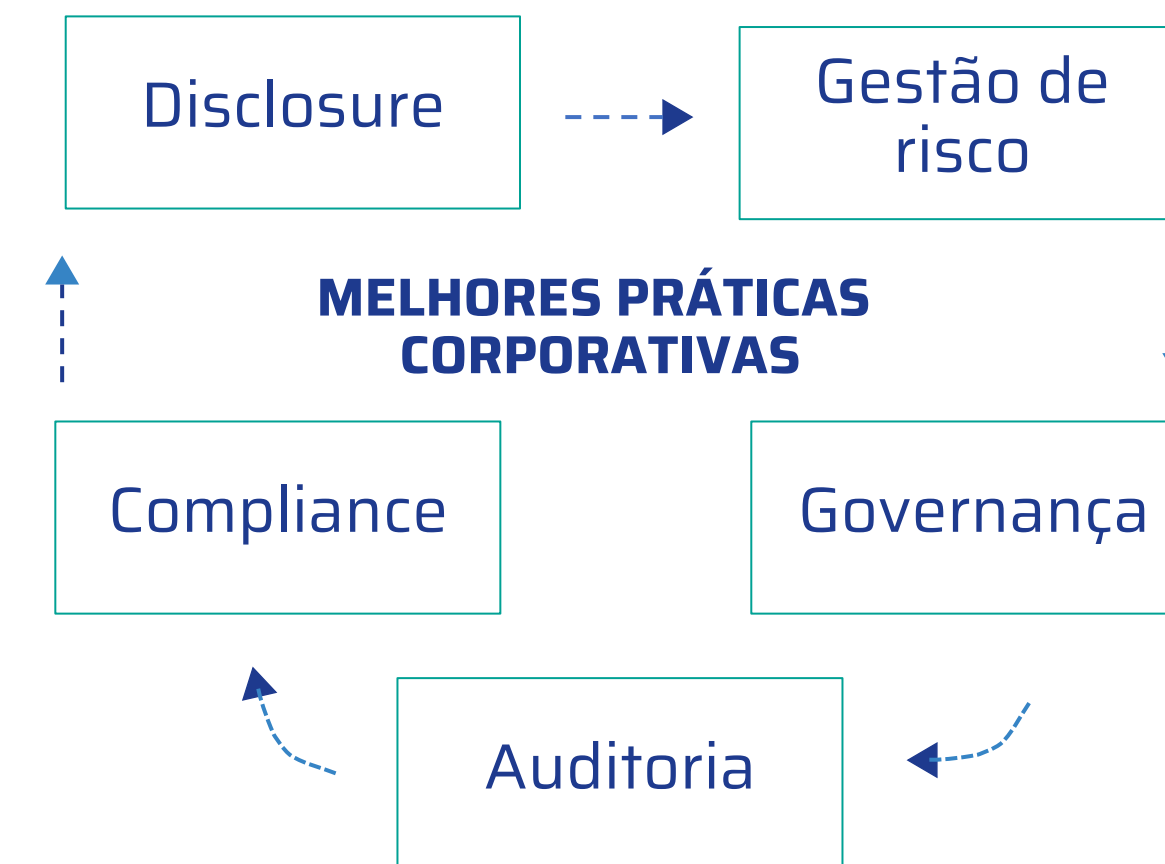 Disclosure
Gestão de
risco
MELHORES PRÁTICAS
CORPORATIVAS
Compliance
Governança
Auditoria